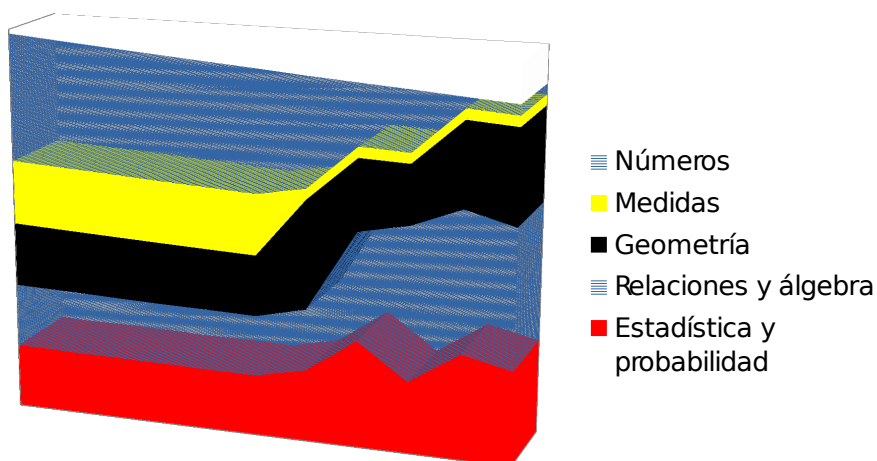 Números
Medidas
Geometría
Relaciones y álgebra
Estadística y
probabilidad